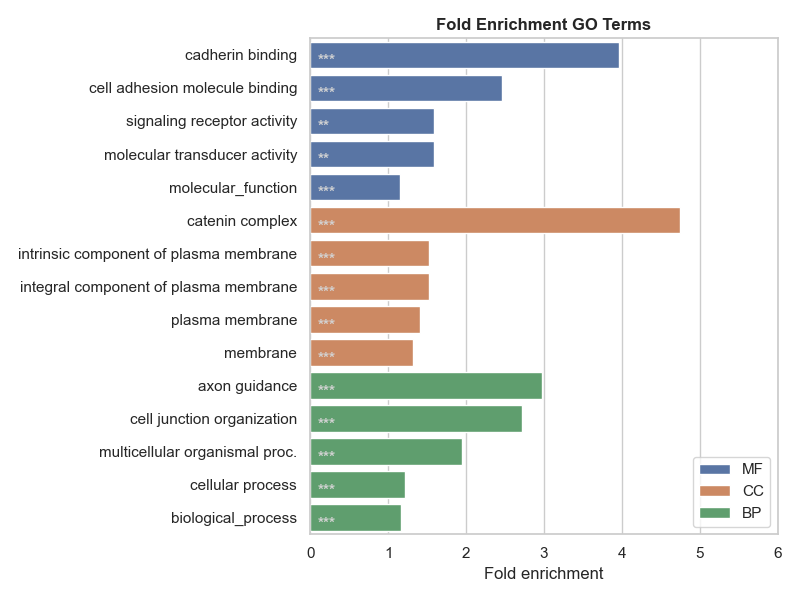 Fold Enrichment GO Terms
cadherin binding ***
cell adhesion molecule binding ***
signaling receptor activity **
molecular transducer activity **
molecular_function ***
catenin complex ***
intrinsic component of plasma membrane ***
integral component of plasma membrane ***
plasma membrane ***
membrane ***
axon guidance ***
cell junction organization ***
multicellular organismal proc. ***
cellular process ***
biological_process ***
MF
CC
BP
0 1 2 3 4 5 6
Fold enrichment